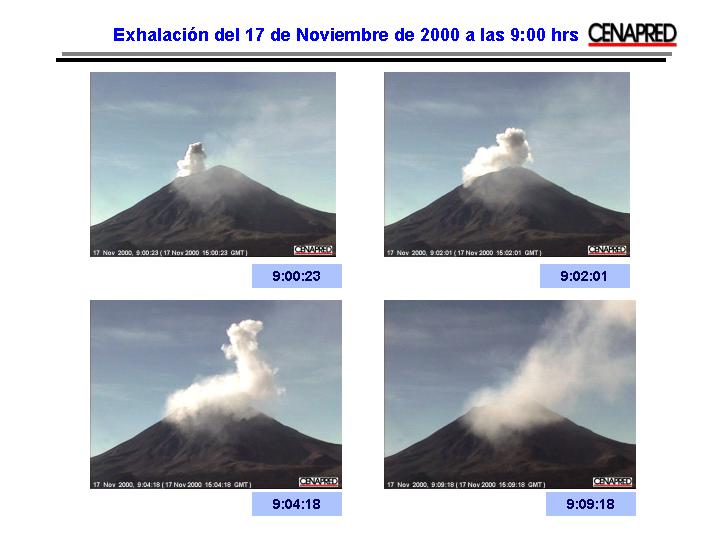 Exhalación del 17 de Noviembre de 2000 a las 9:00 hrs CENAPRED
17 Nov 2000, 9:00:23 ( 17 Nov 2000 15:00:23 GMT ) CENAPRED
17 Nov 2000, 9:02:01 ( 17 Nov 2000 15:02:01 GMT ) CENAPRED
9:00:23
9:02:01
17 Nov 2000, 9:04:18 ( 17 Nov 2000 15:04:18 GMT ) CENAPRED
17 Nov 2000, 9:09:18 ( 17 Nov 2000 15:09:18 GMT ) CENAPRED
9:04:18
9:09:18